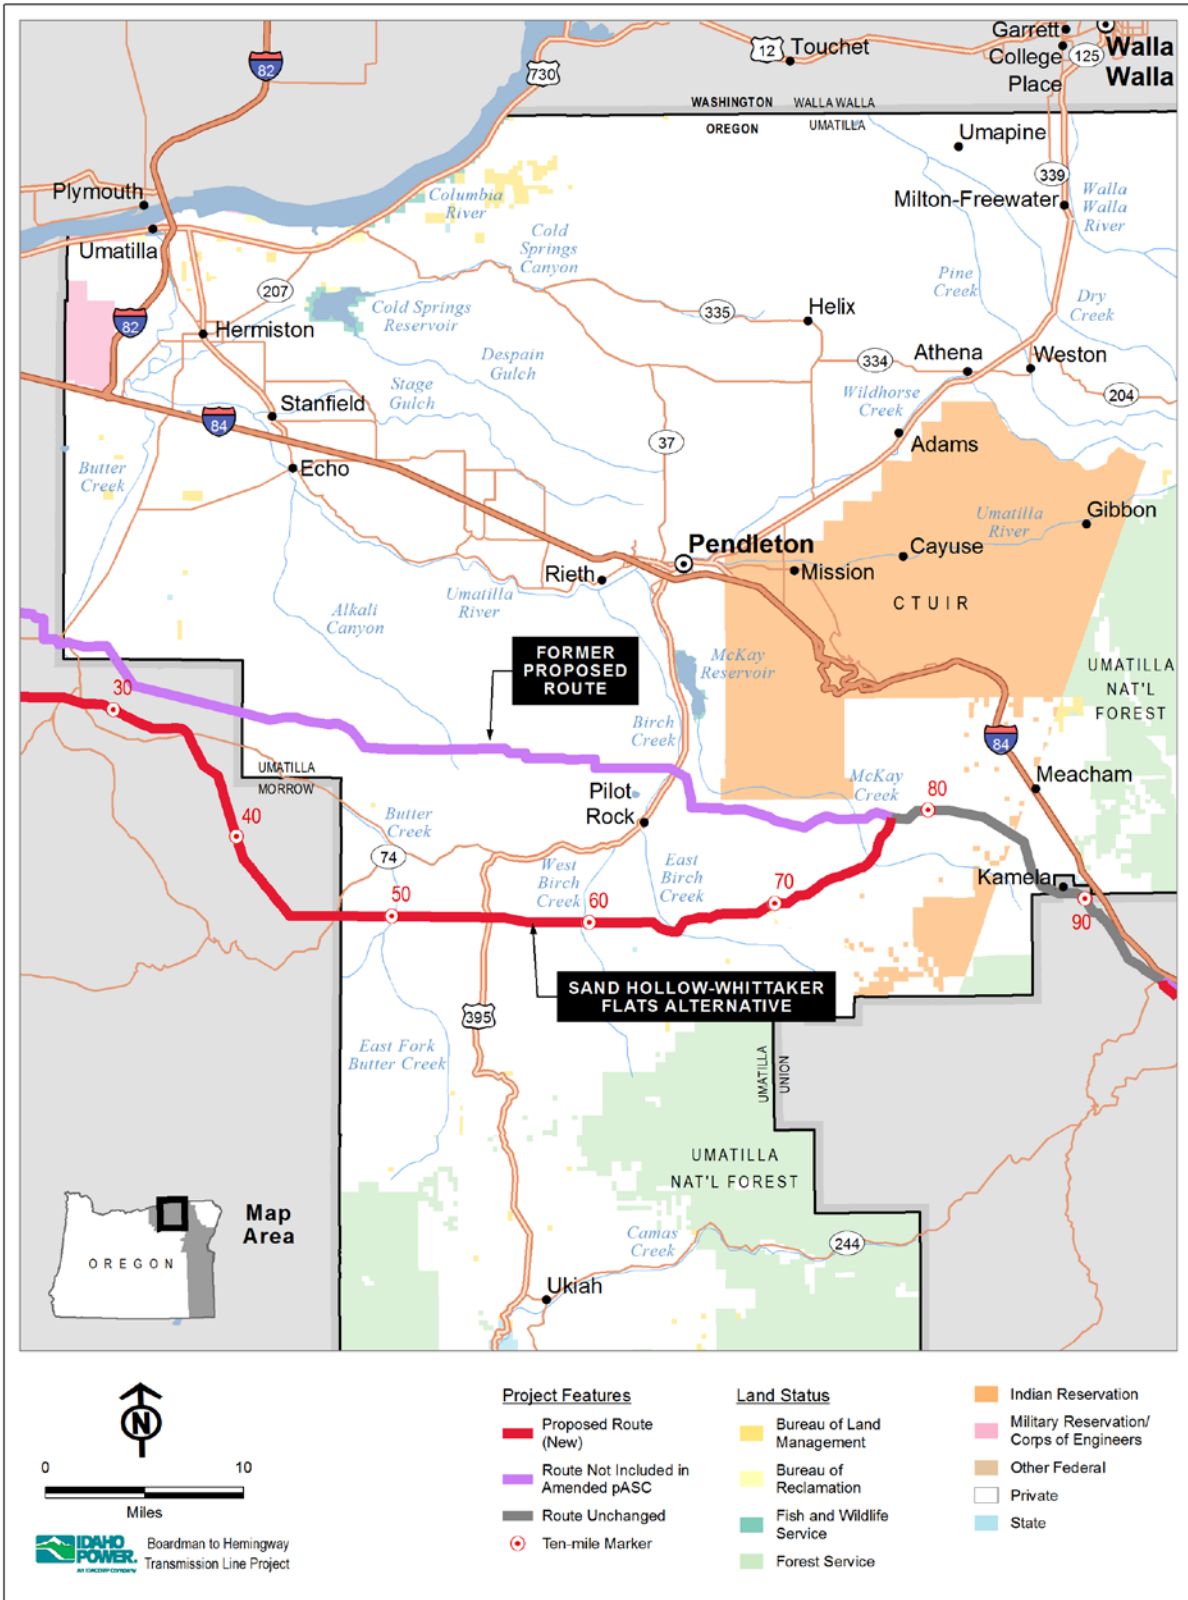 82
730
12
Touchet
Garrett
College
Place
125
Walla
Walla
WASHINGTON
WALLA WALLA
OREGON
UMATILLA
Umapine
339
Milton-Freewater
Walla
Walla
River
Plymouth
Columbia
River
Umatilla
Cold
Springs
Canyon
Pine
Creek
Dry
Creek
207
Cold Springs
Reservoir
335
Helix
82
Hermiston
Despain
Gulch
334
Athena
Weston
Stage
Gulch
Wildhorse
Creek
204
84
Stanfield
37
Adams
Butter
Creek
Echo
Umatilla
River
Gibbon
Pendleton
Cayuse
Rieth
Mission
Umatilla
River
CTUIR
Alkali
Canyon
FORMER
PROPOSED
ROUTE
McKay
Reservoir
UMATILLA
NAT'L
FOREST
30
Birch
Creek
84
UMATILLA
MORROW
McKay
Creek
Meacham
Pilot
Rock
80
40
Butter
Creek
74
West
Birch
Creek
East
Birch
Creek
70
Kamela
50
60
90
SAND HOLLOW-WHITTAKER
FLATS ALTERNATIVE
395
East Fork
Butter Creek
UMATILLA
UNION
UMATILLA
NAT'L FOREST
Map
Area
OREGON
Camas
Creek
244
Ukiah
N
0 10
Miles
IDAHO
POWER.
AN IDACORP COMPANY
Boardman to Hemingway
Transmission Line Project
Project Features
Proposed Route
(New)
Route Not Included in
Amended pASC
Route Unchanged
Ten-mile Marker
Land Status
Bureau of Land
Management
Bureau of
Reclamation
Fish and Wildlife
Service
Forest Service
Indian Reservation
Military Reservation/
Corps of Engineers
Other Federal
Private
State